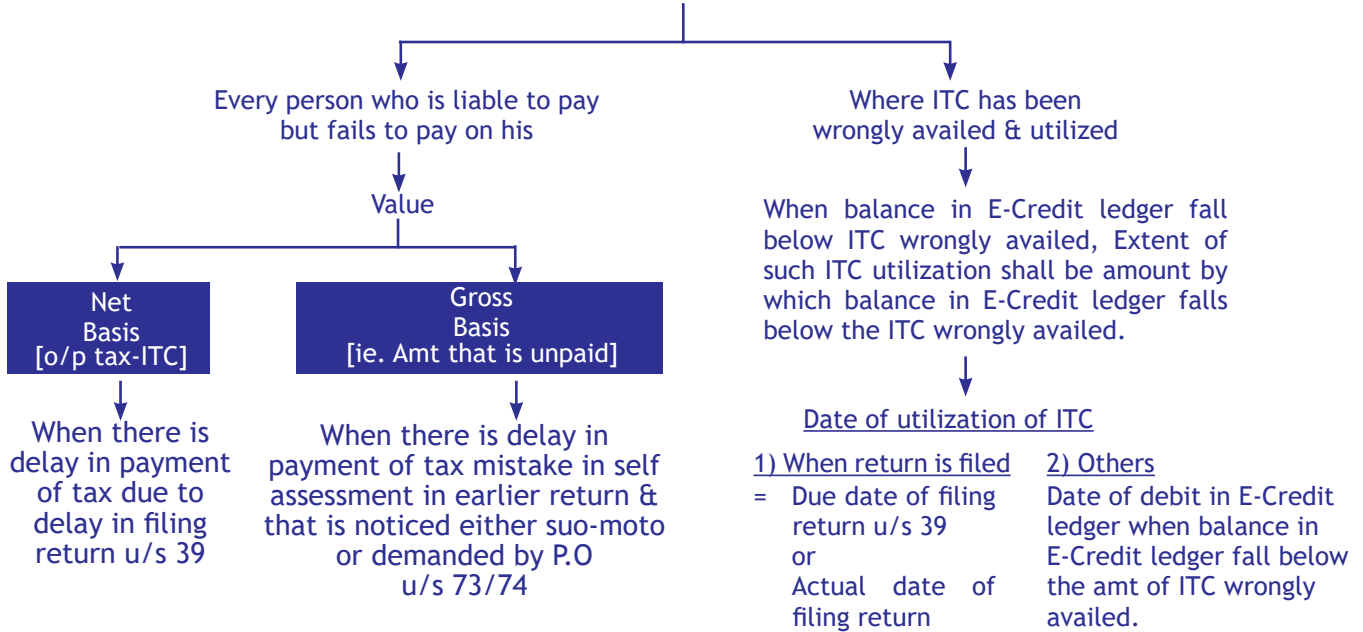 Every person who is liable to pay
but fails to pay on his
Value
Net
Basis
[o/p tax-ITC]
When there is
delay in payment
of tax due to
delay in filing
return u/s 39
Gross
Basis
[ie. Amt that is unpaid]
When there is delay in
payment of tax mistake in self
assessment in earlier return &
that is noticed either suo-moto
or demanded by P.O
u/s 73/74
Where ITC has been
wrongly availed & utilized
When balance in E-Credit ledger fall
below ITC wrongly availed, Extent of
such ITC utilization shall be amount by
which balance in E-Credit ledger falls
below the ITC wrongly availed.
Date of utilization of ITC
1) When return is filed
= Due date of filing
return u/s 39
or
Actual date of
filing return
2) Others
Date of debit in E-Credit
ledger when balance in
E-Credit ledger fall below
the amt of ITC wrongly
availed.